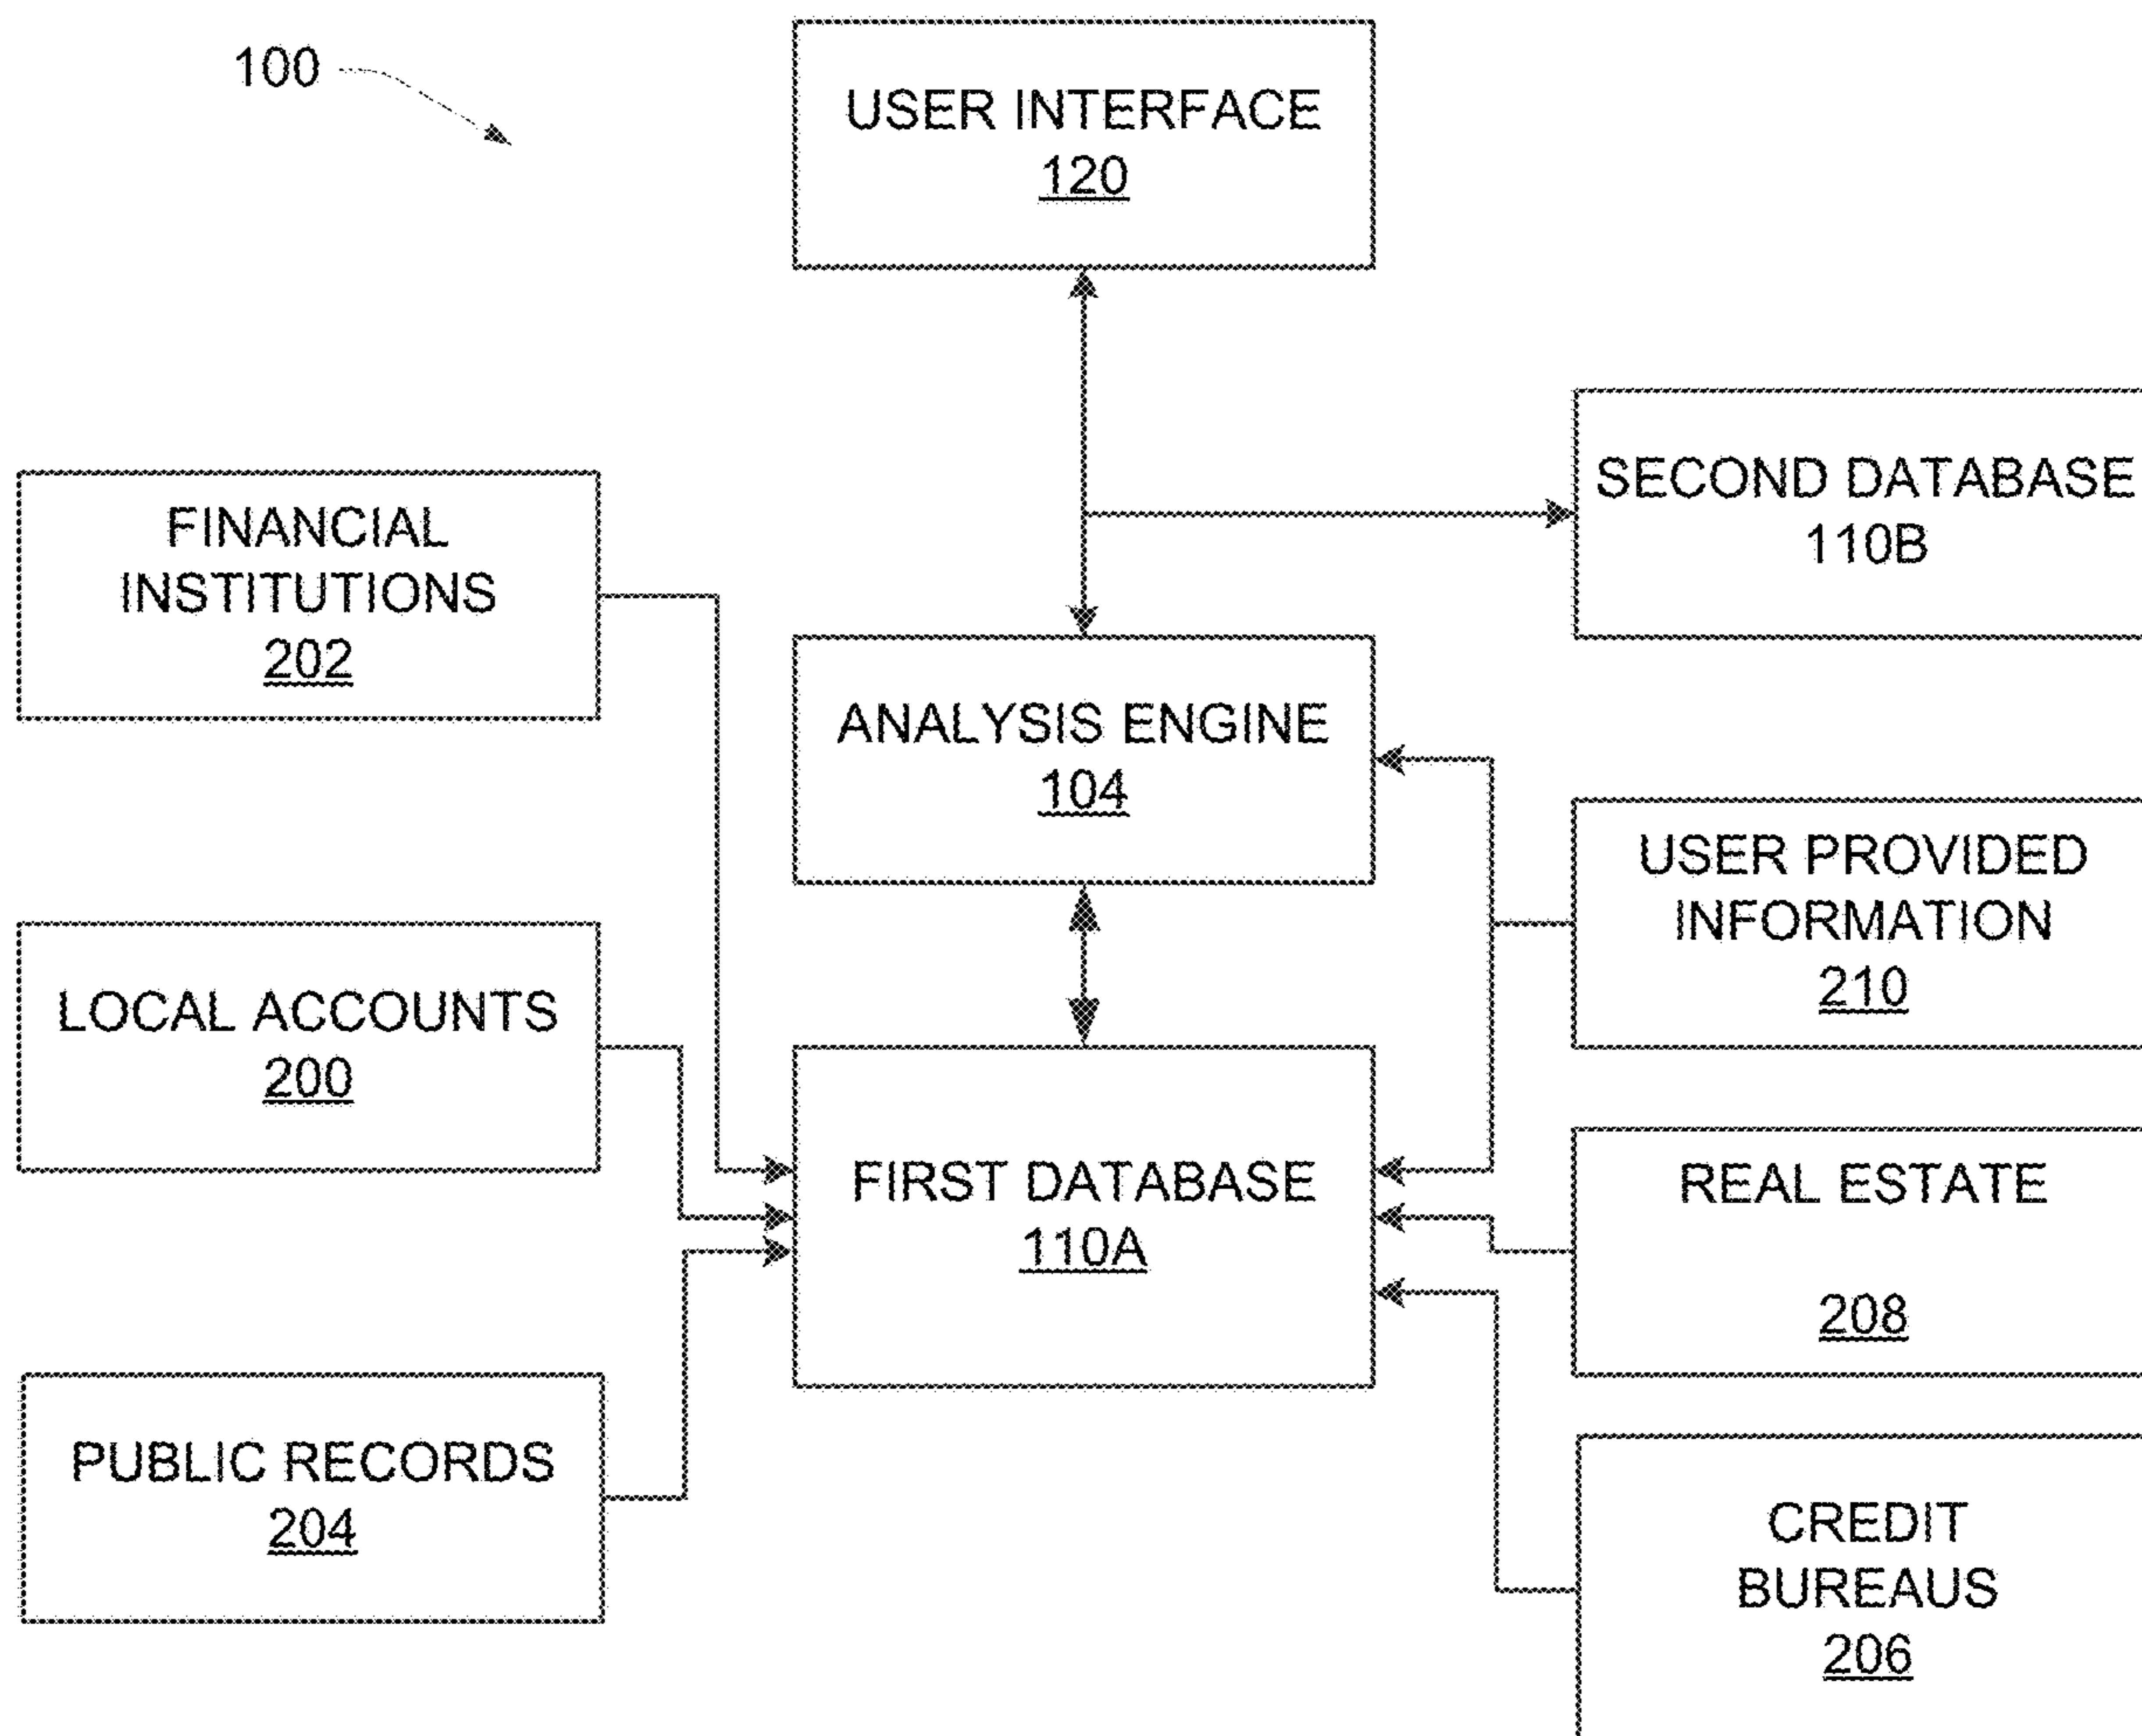 100
USER INTERFACE
120
SECOND DATABASE
110B
FINANCIAL
INSTITUTIONS
202
ANALYSIS ENGINE
104
USER PROVIDED
INFORMATION
210
LOCAL ACCOUNTS
200
FIRST DATABASE
110A
REAL ESTATE
208
PUBLIC RECORDS
204
CREDIT
BUREAUS
206